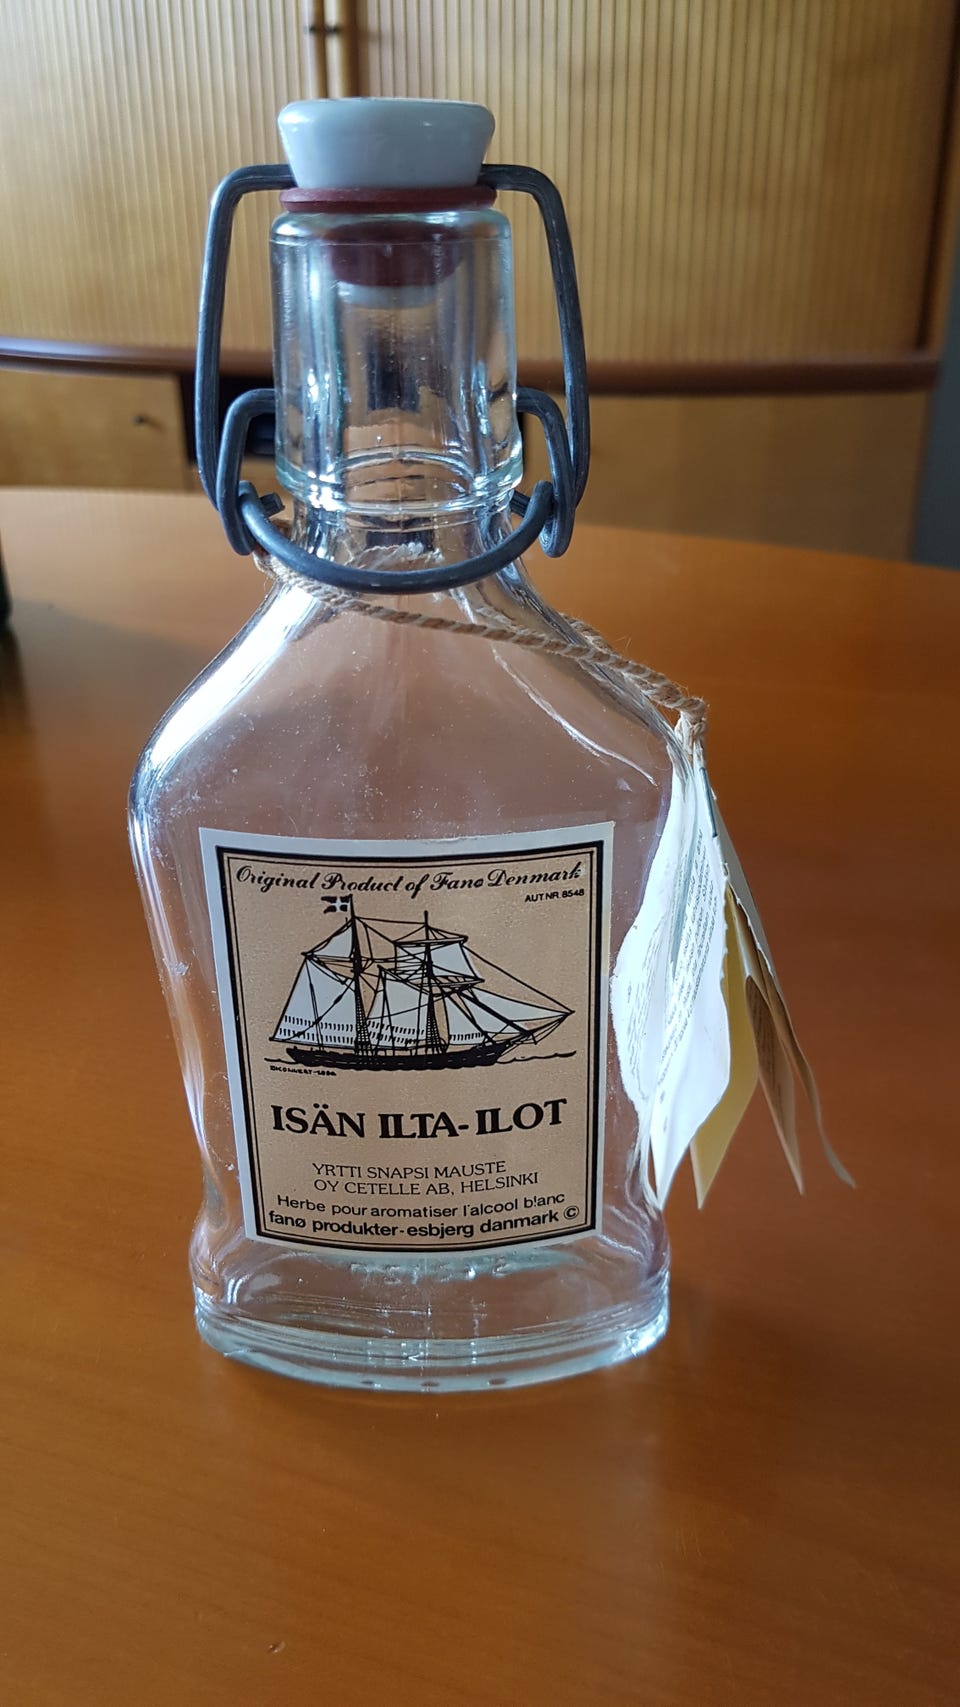 Original Product of Fanø Denmark
AUT.NR. 8548
ISÄN ILTA-ILOT
YRTTI SNAPSI MAUSTE
OY CETELLE AB, HELSINKI
Herbe pour aromatiser l'alcool blanc
fanø produkter-esbjerg danmark ©